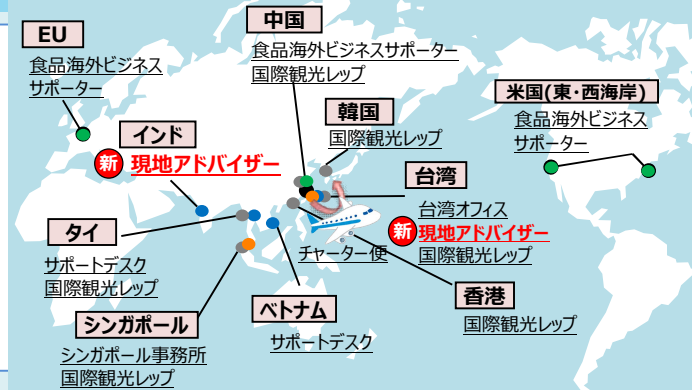 EU
食品海外ビジネス
サポーター
中国
食品海外ビジネスサポーター
国際観光レップ
韓国
国際観光レップ
米国(東・西海岸)
食品海外ビジネス
サポーター
インド
新 現地アドバイザー
台湾
台湾オフィス
新 現地アドバイザー
国際観光レップ
タイ
サポートデスク
国際観光レップ
チャーター便
香港
国際観光レップ
ベトナム
サポートデスク
シンガポール
シンガポール事務所
国際観光レップ